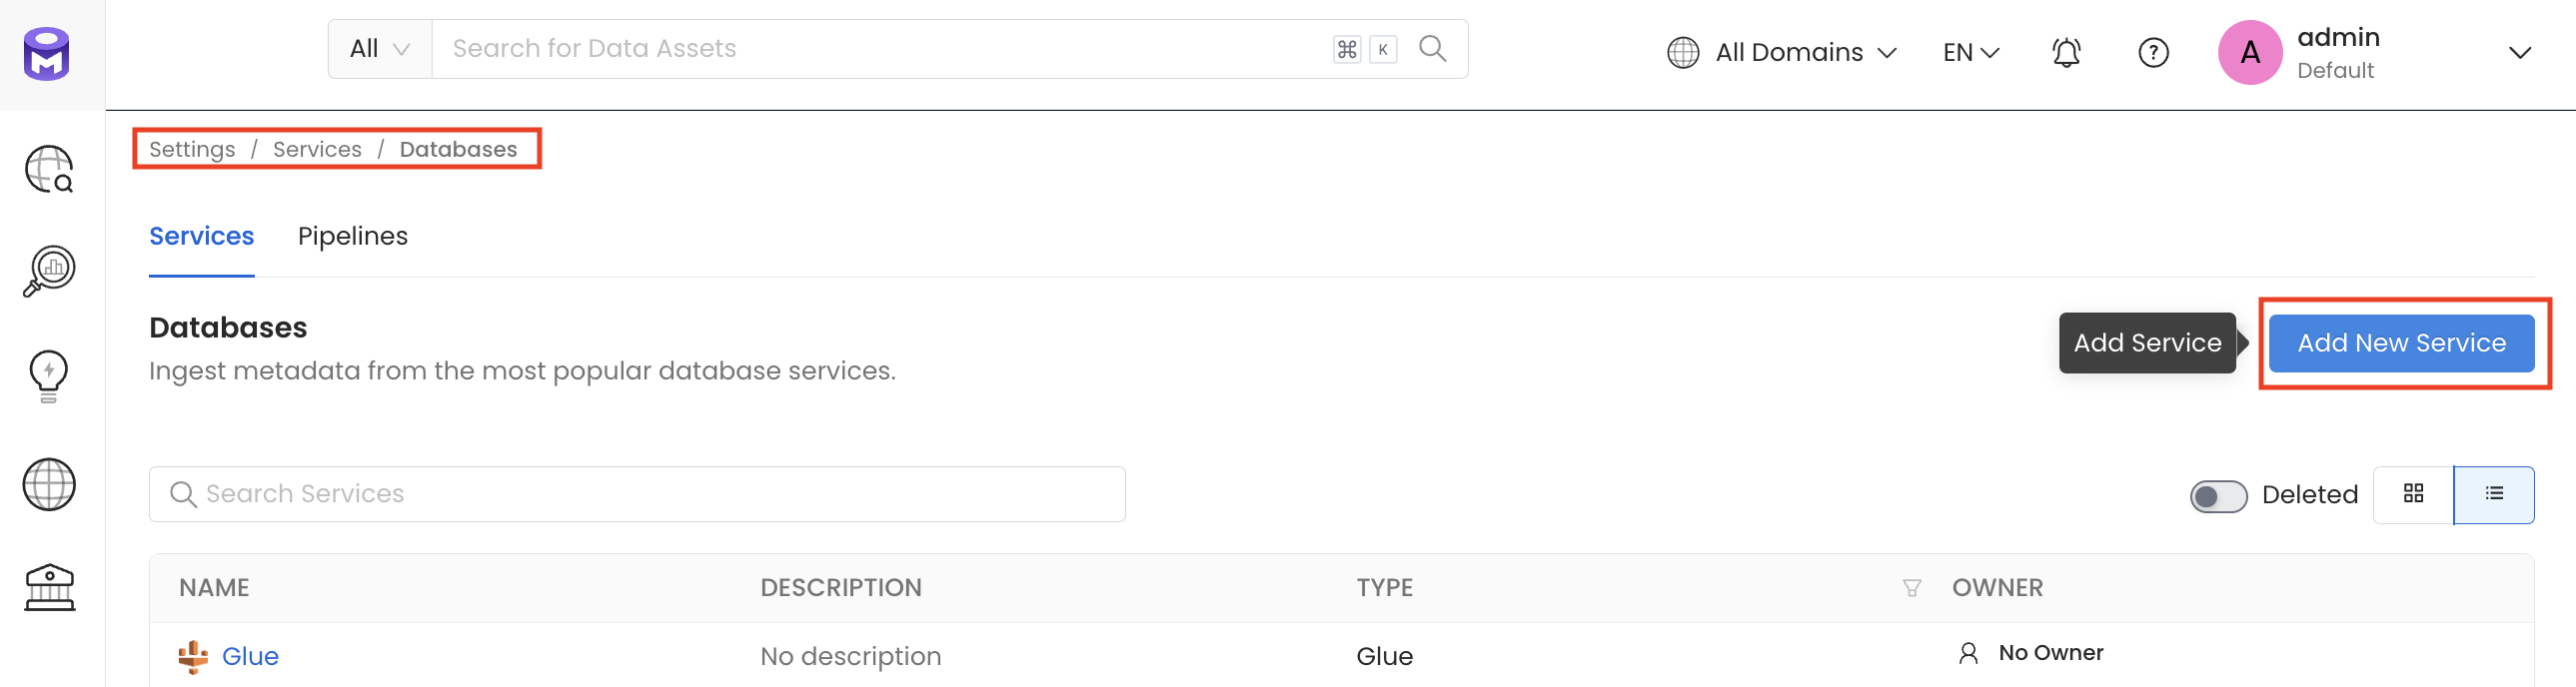 All Search for Data Assets ⌘ K All Domains EN A admin
Default
Settings / Services / Databases
Services Pipelines
Databases
Ingest metadata from the most popular database services.
Add Service Add New Service
Search Services Deleted
NAME DESCRIPTION TYPE OWNER
Glue No description Glue No Owner